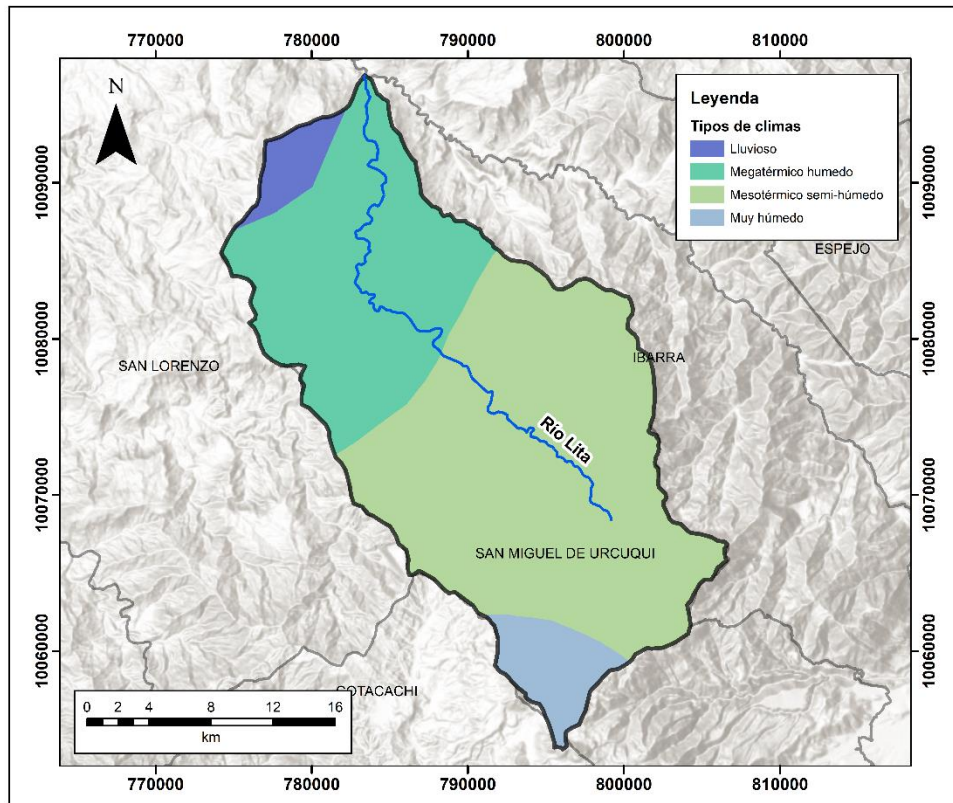 770000 780000 790000 800000 810000
N
Leyenda
Tipos de climas
Lluvioso
Megatérmico humedo
Mesotérmico semi-húmedo
Muy húmedo
10090000 10090000
ESPEJO
10080000 10080000
SAN LORENZO
IBARRA
Río Lita
10070000 10070000
SAN MIGUEL DE URCUQUI
10060000 10060000
COTACACHI
0 2 4 8 12 16
km
770000 780000 790000 800000 810000